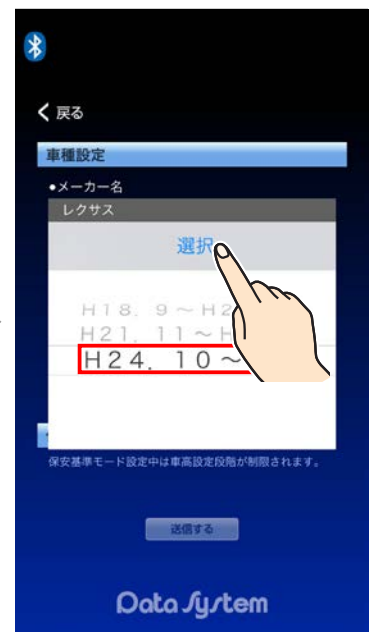 戻る
車種設定
●メーカー名
レクサス
選択
H18. 9～H2
H21. 11～H
H24. 10～
保安基準モード設定中は車高設定段階が制限されます。
送信する
Data System